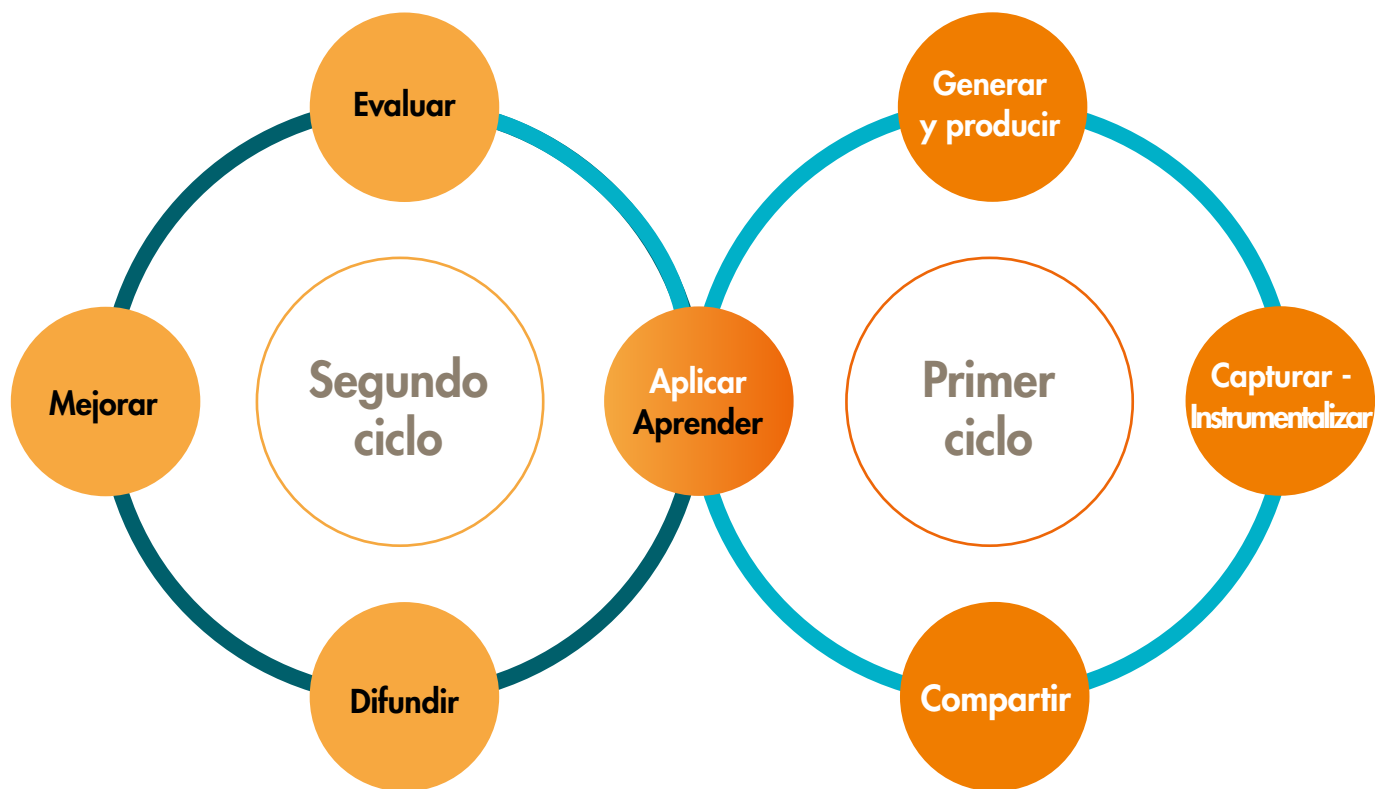 Evaluar
Generar
y producir
Mejorar
Segundo
ciclo
Aplicar
Aprender
Primer
ciclo
Capturar -
Instrumentalizar
Difundir
Compartir